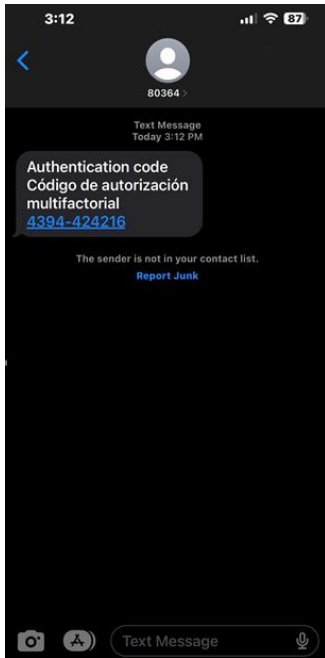 3:12
87
80364 >
Text Message
Today 3:12 PM
Authentication code
Código de autorización
multifactorial
4394-424216
The sender is not in your contact list.
Report Junk
Text Message